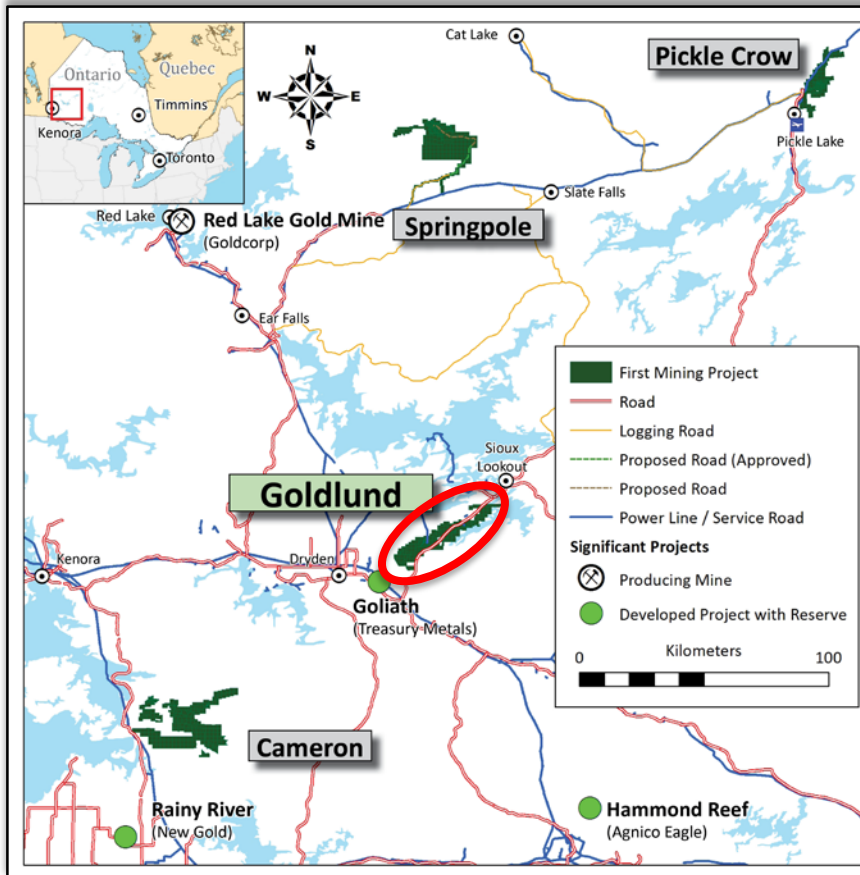 Ontario
Quebec
Timmins
Kenora
Toronto
N
W
E
S
Cat Lake
Pickle Crow
Pickle Lake
Slate Falls
Springpole
Red Lake
Red Lake Gold Mine
(Goldcorp)
Ear Falls
First Mining Project
Road
Logging Road
Proposed Road (Approved)
Proposed Road
Power Line / Service Road
Significant Projects
Producing Mine
Developed Project with Reserve
Kilometers
0
100
Sioux
Lookout
Goldlund
Kenora
Dryden
Goliath
(Treasury Metals)
Cameron
Rainy River
(New Gold)
Hammond Reef
(Agnico Eagle)